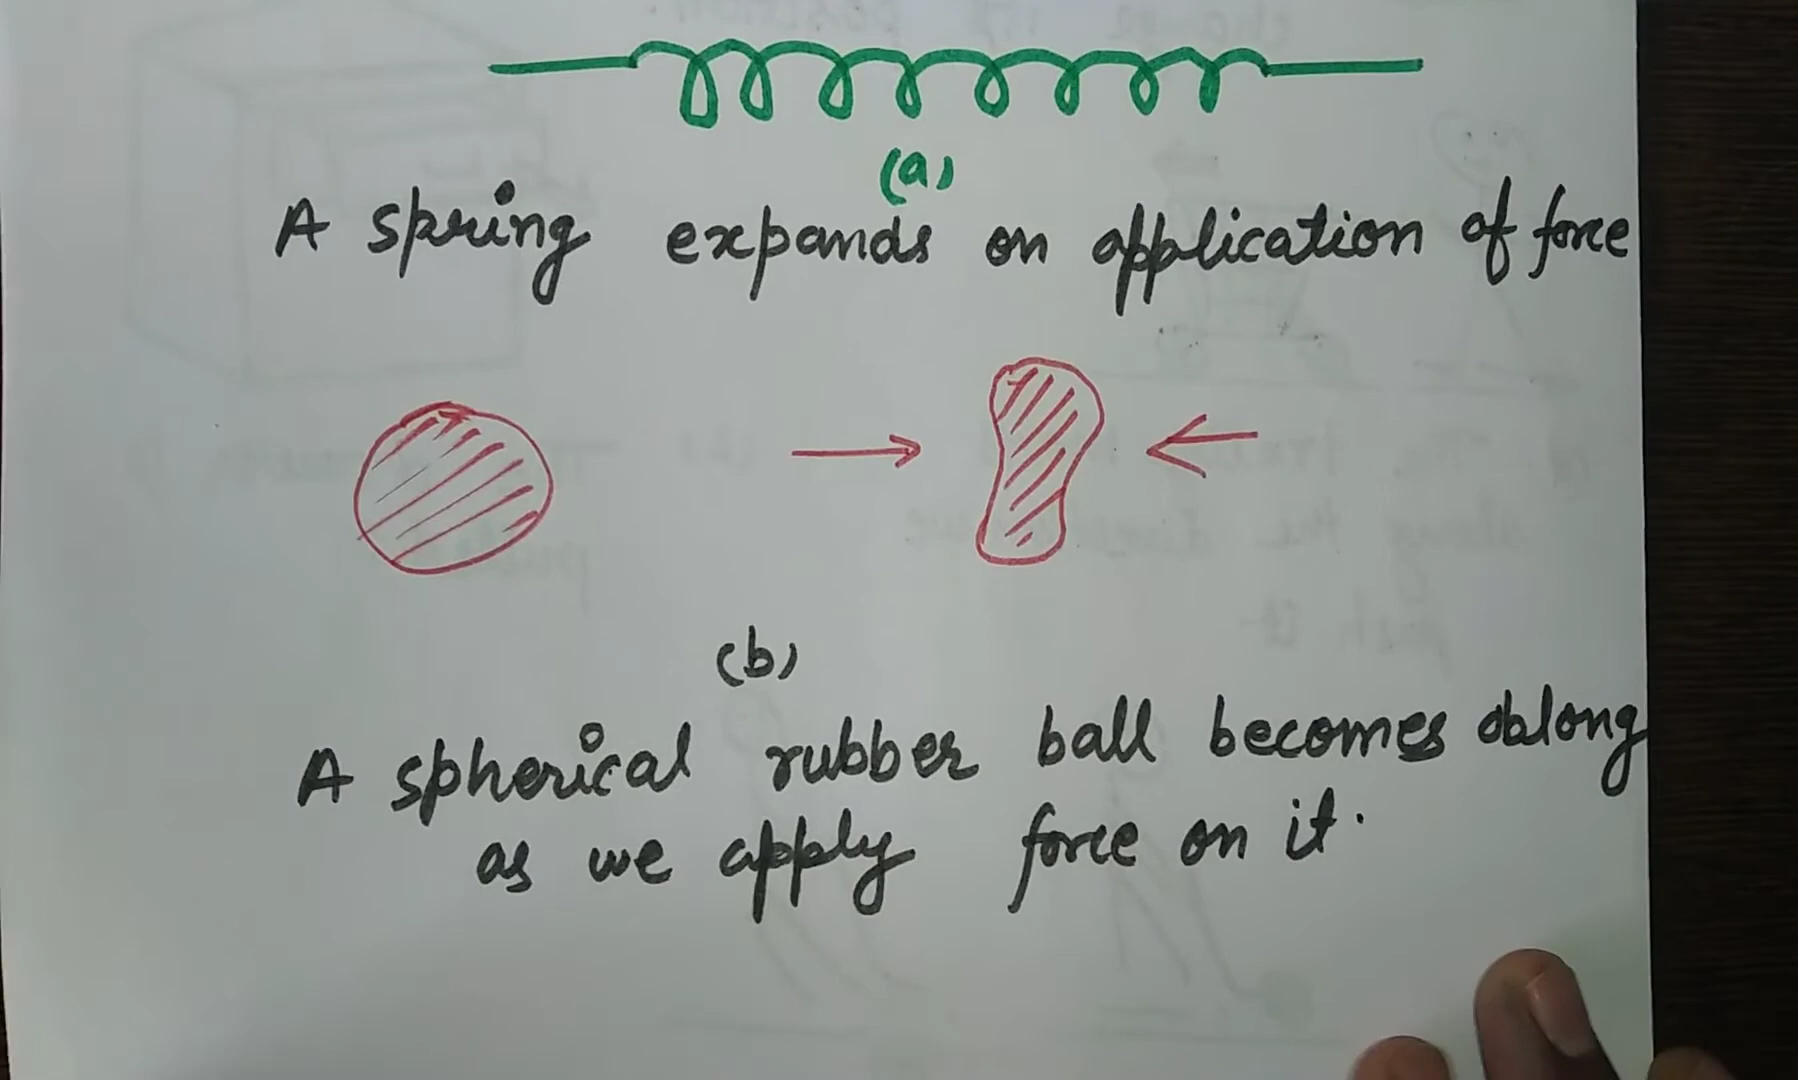 (a)
A spring expands on application of force
(b)
A spherical rubber ball becomes oblong
as we apply force on it.